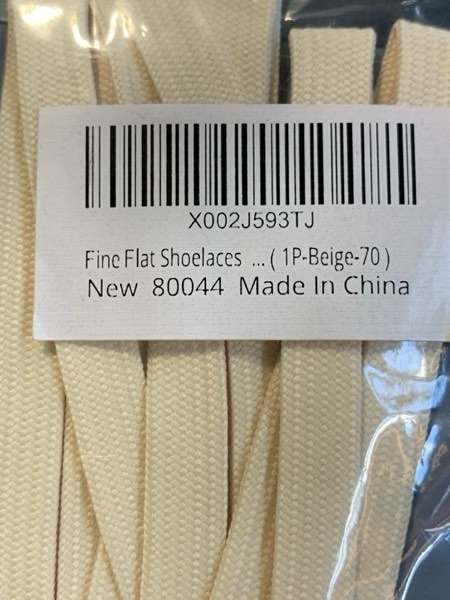 X002J593TJ
Fine Flat Shoelaces ... ( 1P-Beige-70 )
New 80044 Made In China